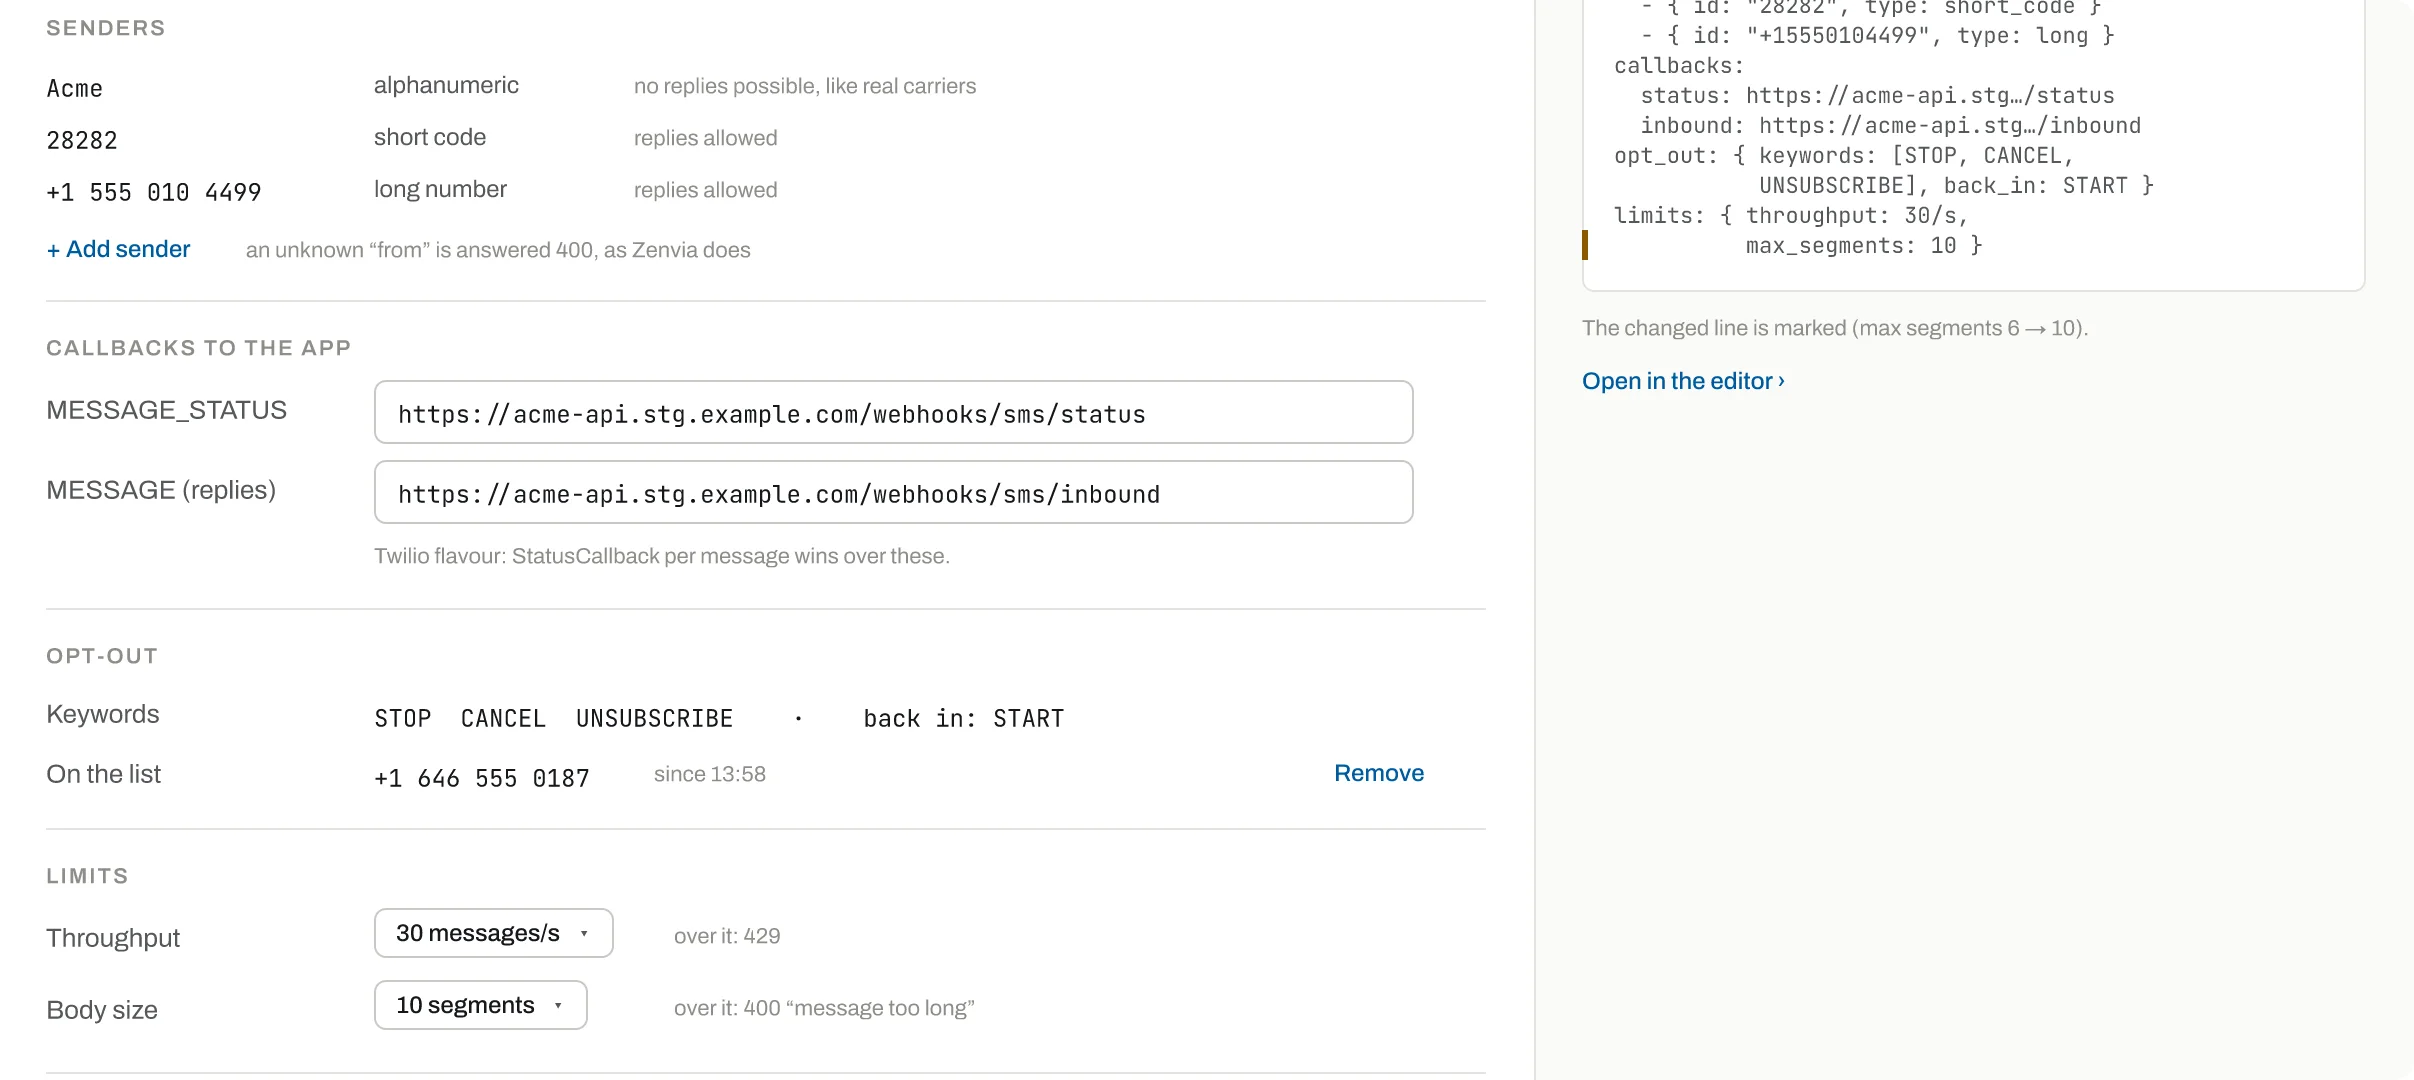 SENDERS
Acme alphanumeric no replies possible, like real carriers
28282 short code replies allowed
+1 555 010 4499 long number replies allowed
+ Add sender an unknown “from” is answered 400, as Zenvia does
CALLBACKS TO THE APP
MESSAGE_STATUS https://acme-api.stg.example.com/webhooks/sms/status
MESSAGE (replies) https://acme-api.stg.example.com/webhooks/sms/inbound
Twilio flavour: StatusCallback per message wins over these.
OPT-OUT
Keywords STOP CANCEL UNSUBSCRIBE · back in: START
On the list +1 646 555 0187 since 13:58 Remove
LIMITS
Throughput 30 messages/s ▾ over it: 429
Body size 10 segments ▾ over it: 400 “message too long”
- { id: "28282", type: short_code }
- { id: "+15550104499", type: long }
callbacks:
status: https://acme-api.stg…/status
inbound: https://acme-api.stg…/inbound
opt_out: { keywords: [STOP, CANCEL,
UNSUBSCRIBE], back_in: START }
limits: { throughput: 30/s,
max_segments: 10 }
The changed line is marked (max segments 6 → 10).
Open in the editor ›